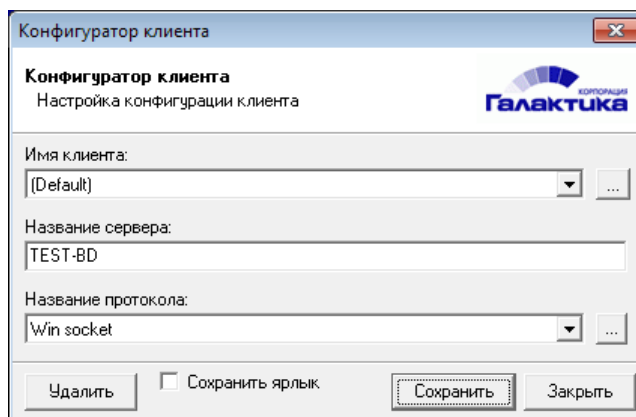 Конфигуратор клиента
Конфигуратор клиента
Настройка конфигурации клиента
КОРПОРАЦИЯ
Галактика
Имя клиента:
(Default)
...
Название сервера:
TEST-BD
Название протокола:
Win socket
...
Удалить
Сохранить ярлык
Сохранить
Закрыть